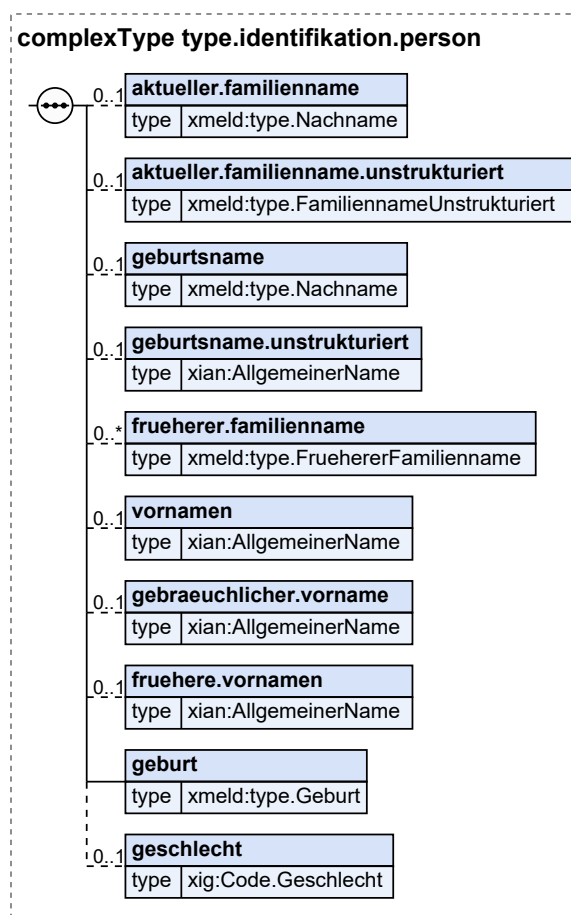 complexType type.identifikation.person
0..1 aktueller.familienname
type xmeld:type.Nachname
0..1 aktueller.familienname.unstrukturiert
type xmeld:type.FamiliennameUnstrukturiert
0..1 geburtsname
type xmeld:type.Nachname
0..1 geburtsname.unstrukturiert
type xian:AllgemeinerName
0..* frueherer.familienname
type xmeld:type.FruehererFamilienname
0..1 vornamen
type xian:AllgemeinerName
0..1 gebraeuchlicher.vorname
type xian:AllgemeinerName
0..1 fruehere.vornamen
type xian:AllgemeinerName
geburt
type xmeld:type.Geburt
0..1 geschlecht
type xig:Code.Geschlecht